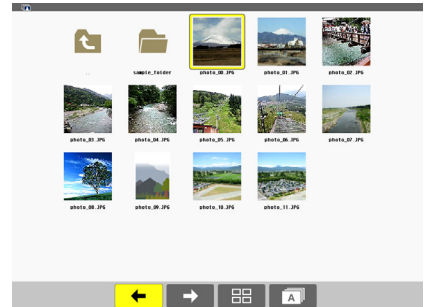 ..
sample_folder
photo_00.JPG
photo_01.JPG
photo_02.JPG
photo_03.JPG
photo_04.JPG
photo_05.JPG
photo_06.JPG
photo_07.JPG
photo_08.JPG
photo_09.JPG
photo_10.JPG
photo_11.JPG
A